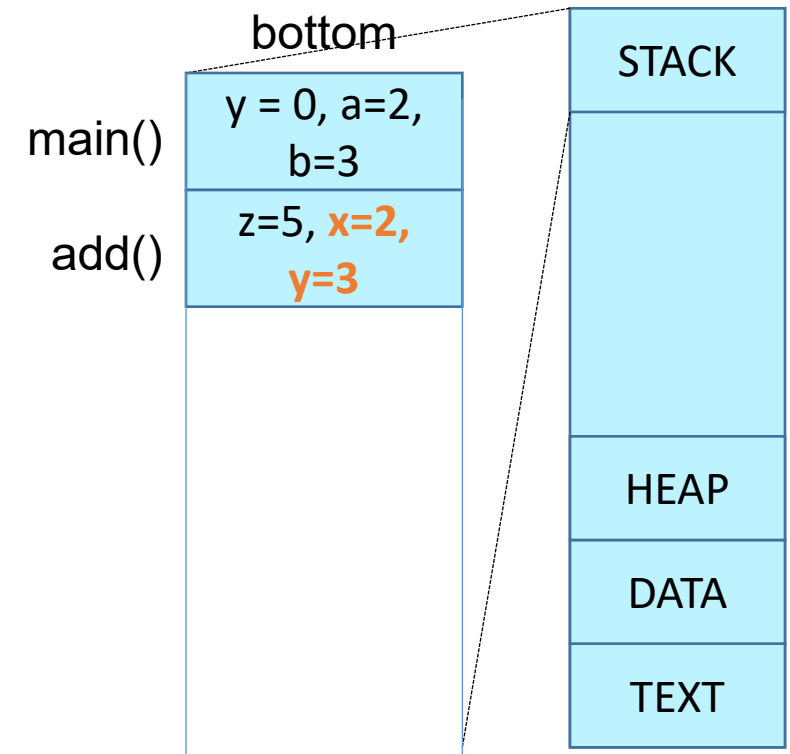 bottom
main()
y = 0, a=2,
b=3
add()
z=5, x=2,
y=3
STACK
HEAP
DATA
TEXT